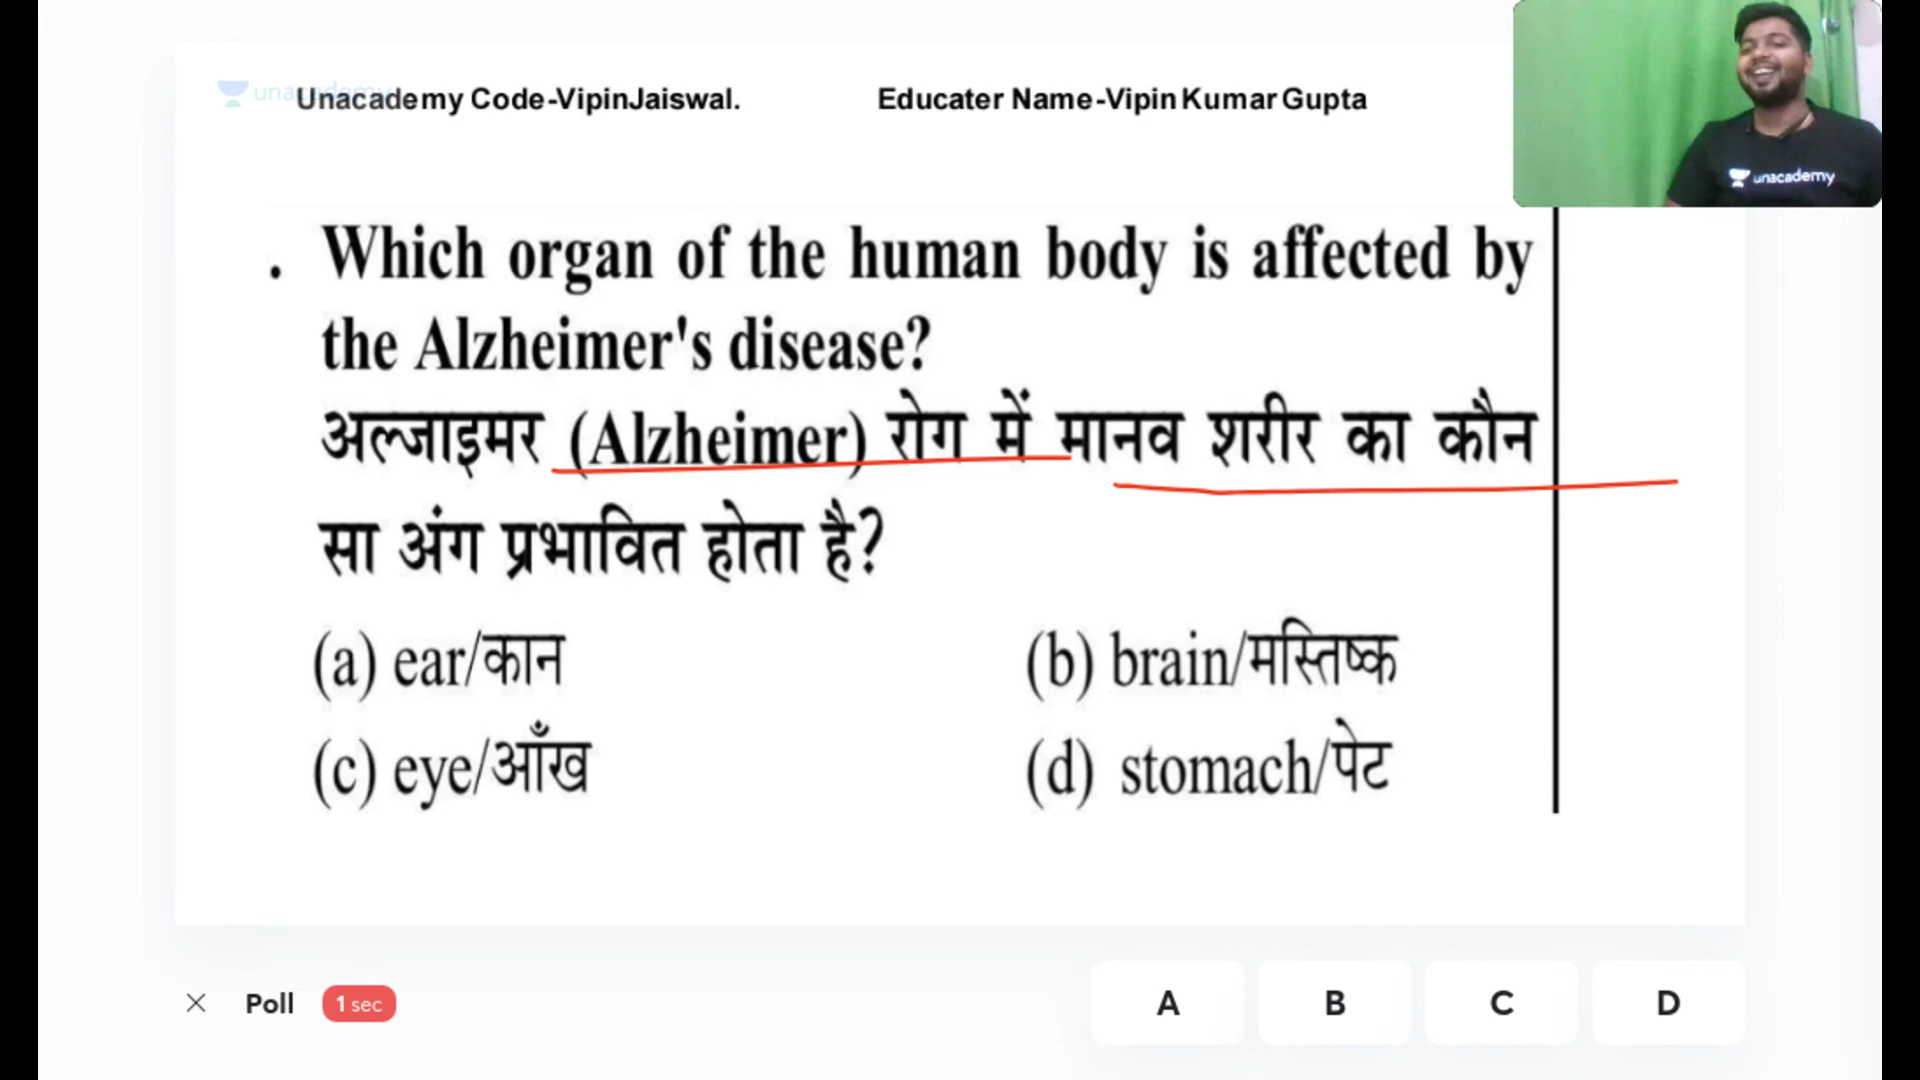 unacademy
Unacademy Code-VipinJaiswal. Educater Name-Vipin Kumar Gupta
unacademy
. Which organ of the human body is affected by
the Alzheimer's disease?
अल्जाइमर (Alzheimer) रोग में मानव शरीर का कौन
सा अंग प्रभावित होता है?
(a) ear/कान (b) brain/मस्तिष्क
(c) eye/आँख (d) stomach/पेट
Poll 1 sec A B C D